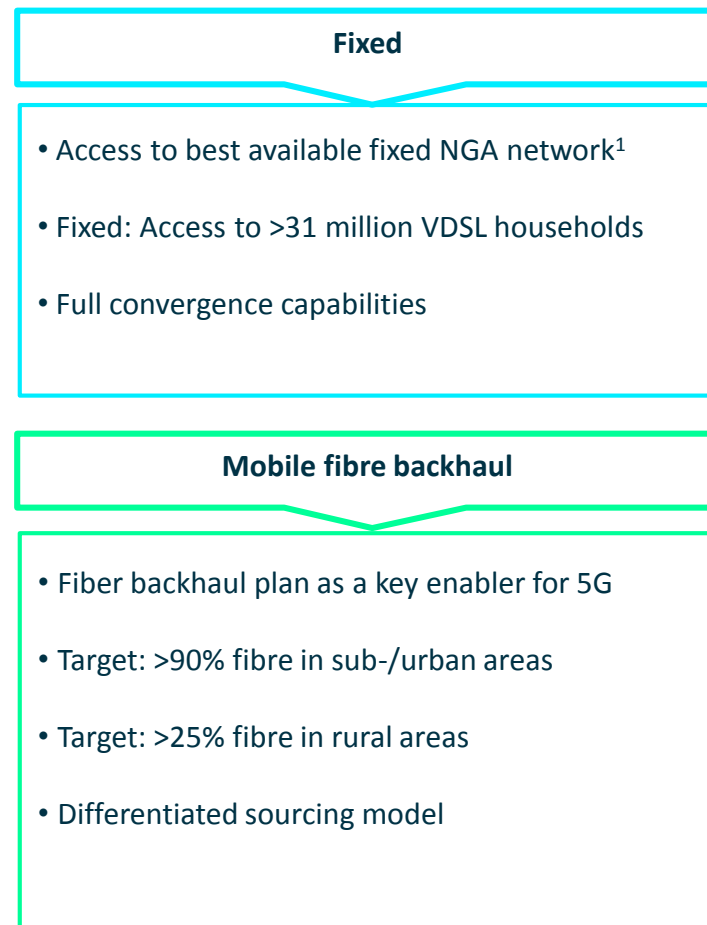 Fixed
• Access to best available fixed NGA network¹
• Fixed: Access to >31 million VDSL households
• Full convergence capabilities
Mobile fibre backhaul
• Fiber backhaul plan as a key enabler for 5G
• Target: >90% fibre in sub-/urban areas
• Target: >25% fibre in rural areas
• Differentiated sourcing model